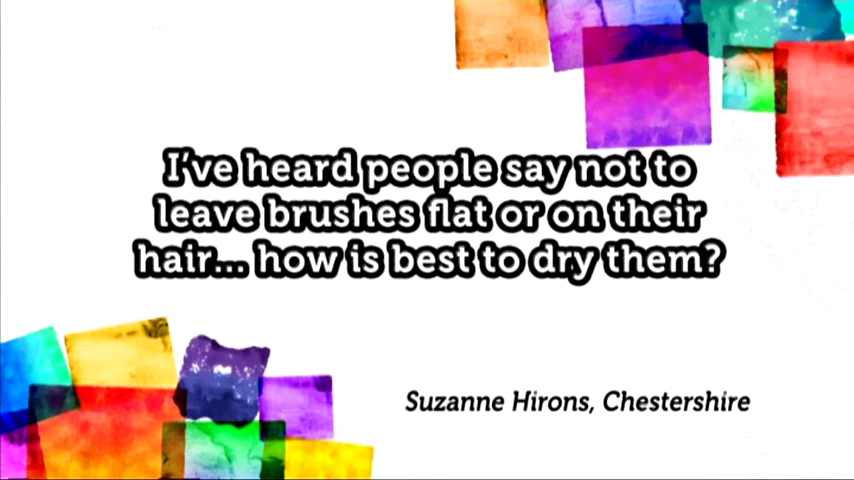 I've heard people say not to
leave brushes flat or on their
hair... how is best to dry them?
Suzanne Hirons, Chestershire